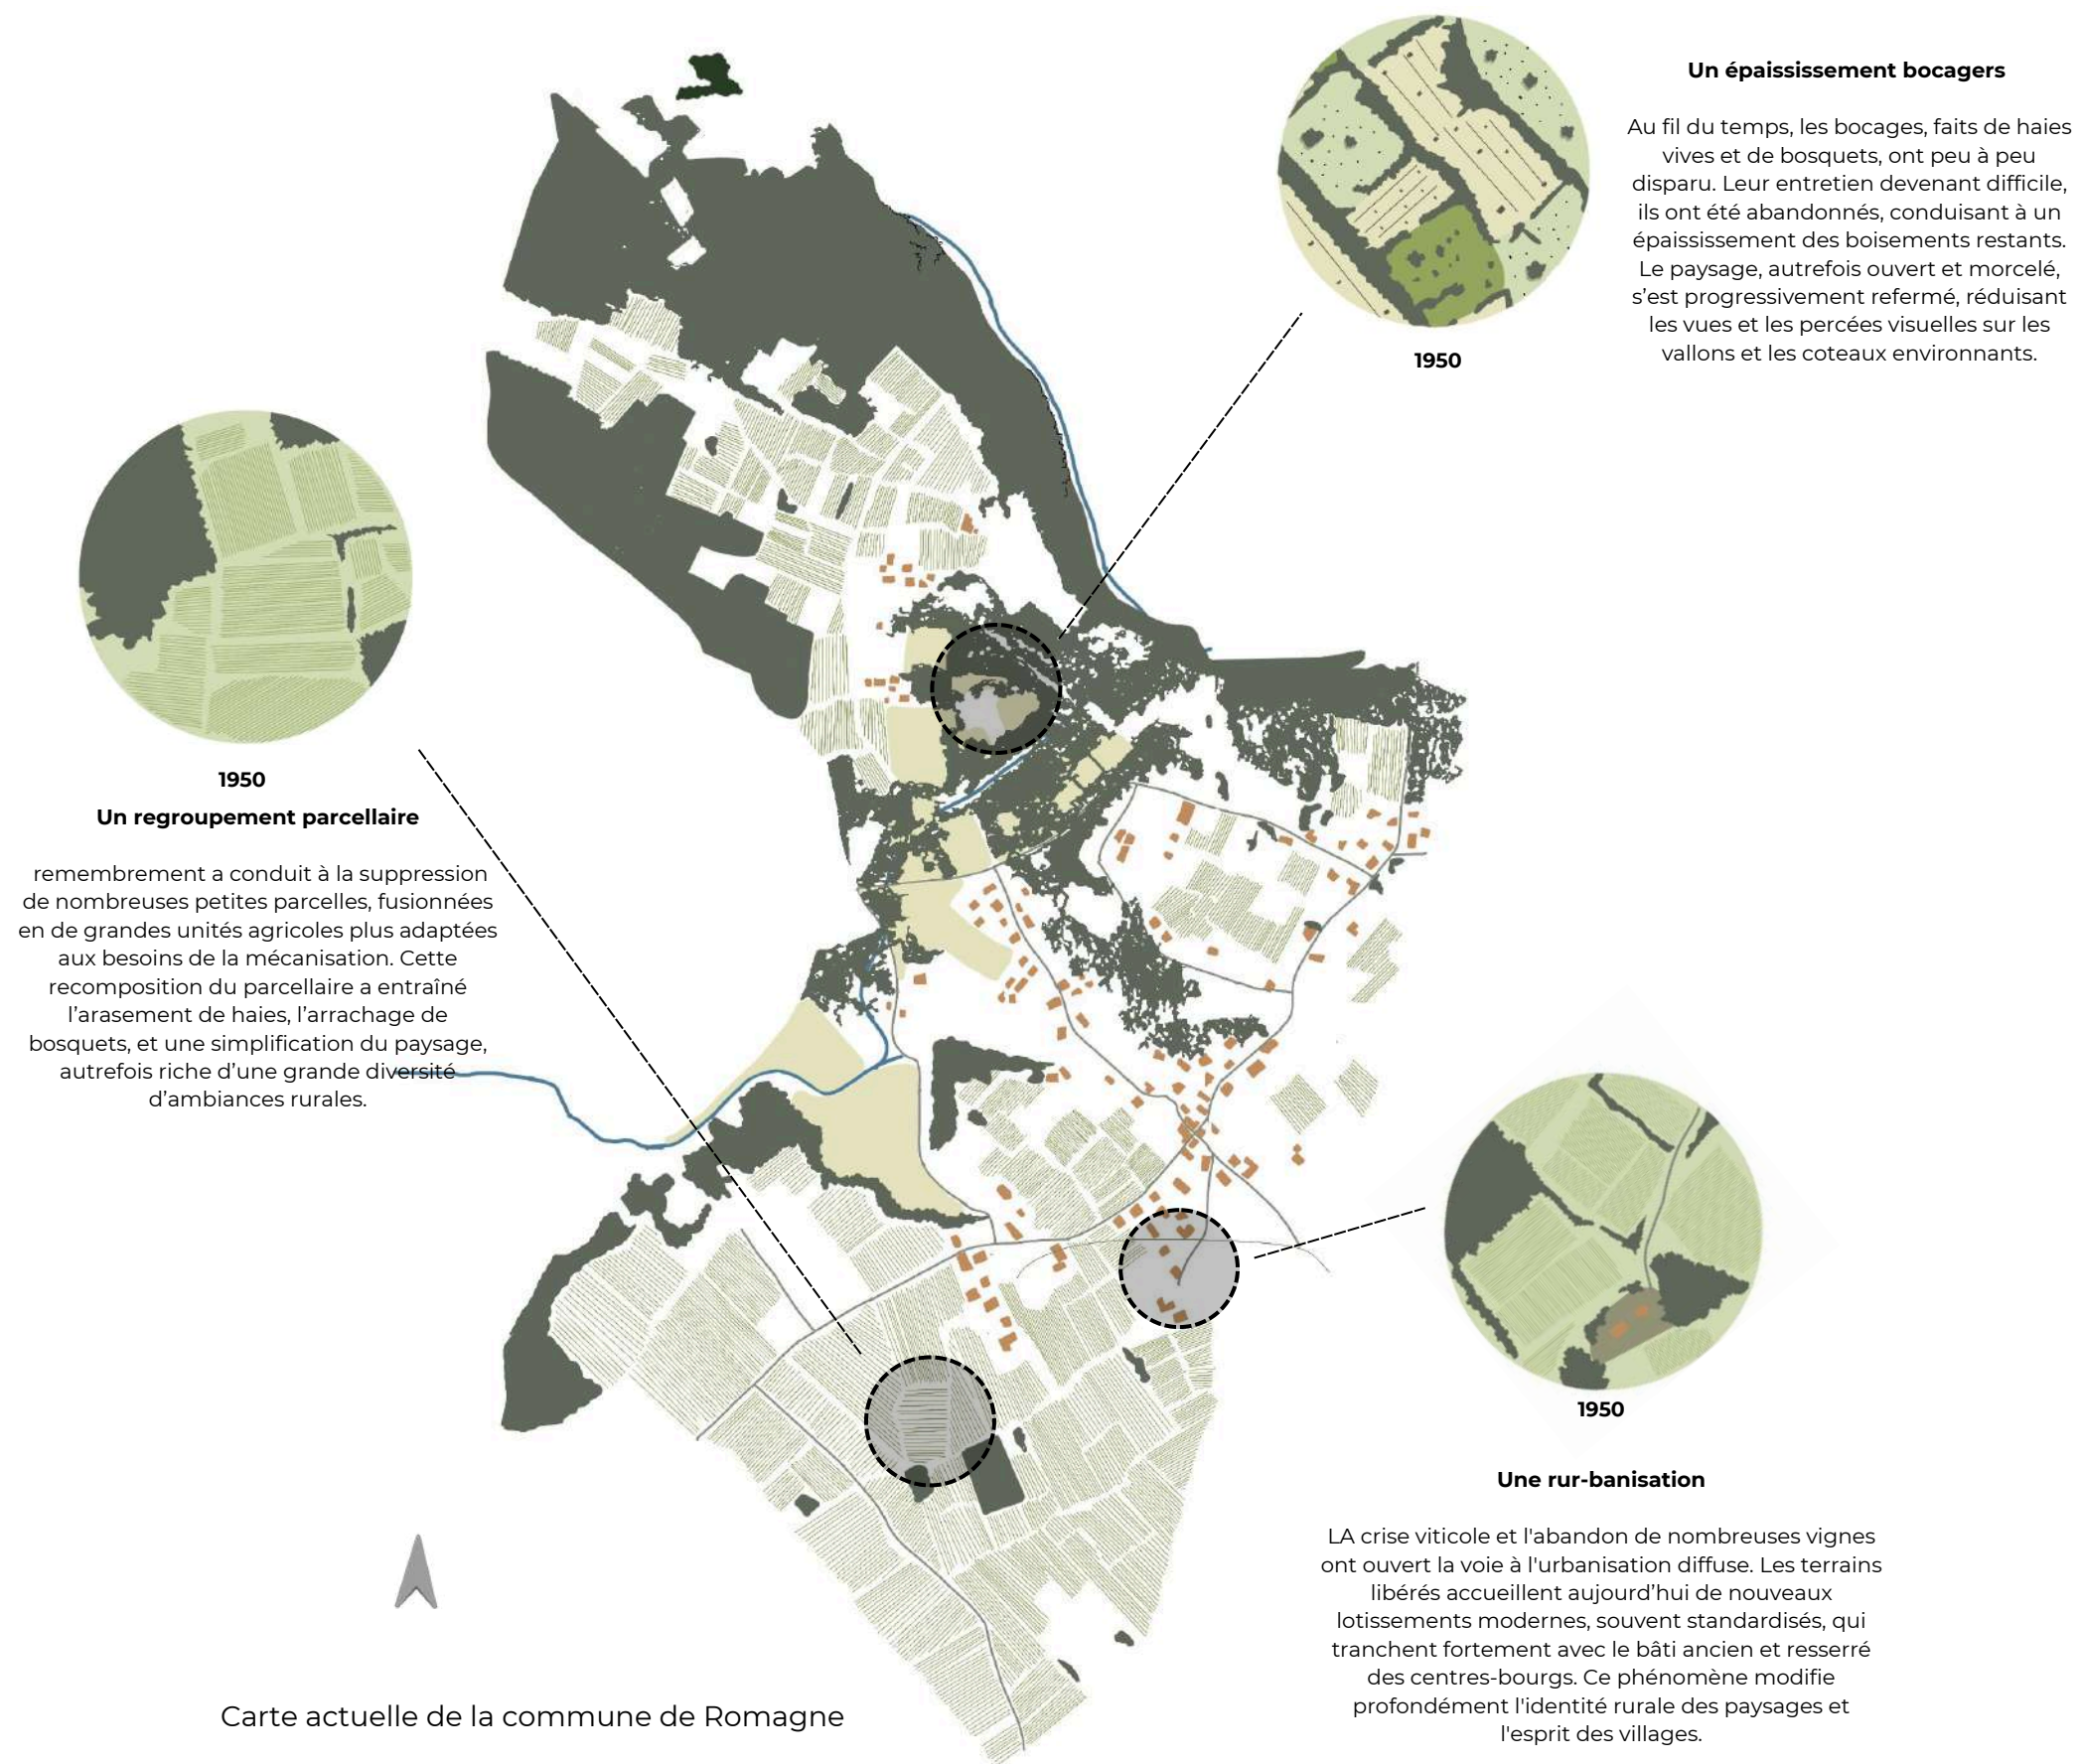 Un épaississement bocagers
Au fil du temps, les bocages, faits de haies
vives et de bosquets, ont peu à peu
disparu. Leur entretien devenant difficile,
ils ont été abandonnés, conduisant à un
épaississement des boisements restants.
Le paysage, autrefois ouvert et morcelé,
s'est progressivement refermé, réduisant
les vues et les percées visuelles sur les
vallons et les coteaux environnants.
1950
1950
Un regroupement parcellaire
remembrement a conduit à la suppression
de nombreuses petites parcelles, fusionnées
en de grandes unités agricoles plus adaptées
aux besoins de la mécanisation. Cette
recomposition du parcellaire a entraîné
l'arasement de haies, l'arrachage de
bosquets, et une simplification du paysage,
autrefois riche d'une grande diversité
d'ambiances rurales.
1950
Une rur-banisation
LA crise viticole et l'abandon de nombreuses vignes
ont ouvert la voie à l'urbanisation diffuse. Les terrains
libérés accueillent aujourd'hui de nouveaux
lotissements modernes, souvent standardisés, qui
tranchent fortement avec le bâti ancien et resserré
des centres-bourgs. Ce phénomène modifie
profondément l'identité rurale des paysages et
l'esprit des villages.
Carte actuelle de la commune de Romagne